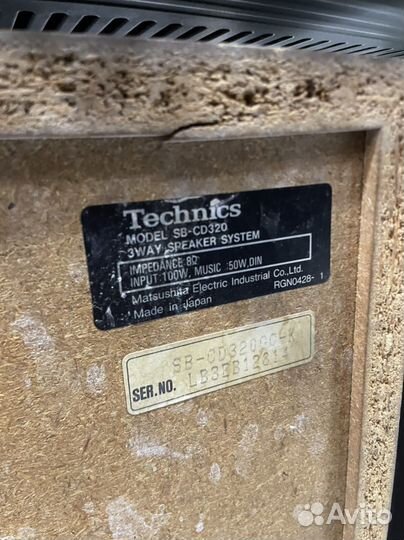 Technics
MODEL SB-CD320
3WAY SPEAKER SYSTEM
IMPEDANCE 8Ω
INPUT:100W, MUSIC :50W,DIN
Matsushita Electric Industrial Co.,Ltd.
Made in Japan RGN0428-1
SER.NO.
Avito